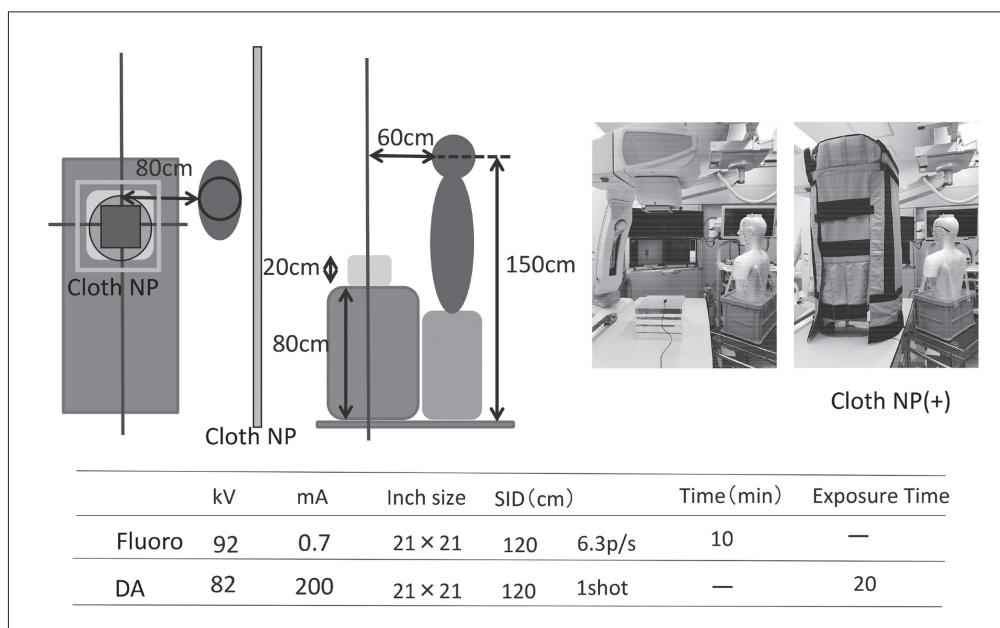 80cm
Cloth NP
Cloth NP
60cm
20cm
80cm
150cm
Cloth NP(+)
kV mA Inch size SID(cm) Time(min) Exposure Time
Fluoro 92 0.7 21×21 120 6.3p/s 10 —
DA 82 200 21×21 120 1shot — 20